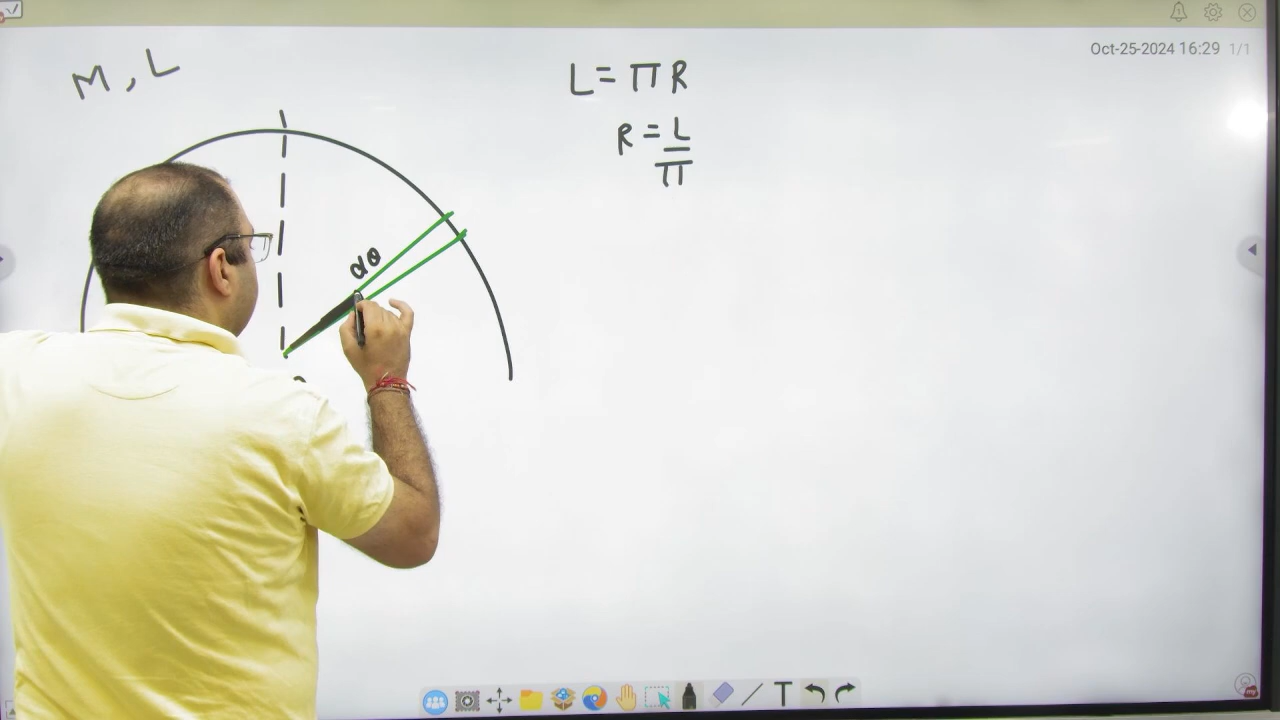 Oct-25-2024 16:29 1/1
M, L
L = π R
R = L
π
dθ
T